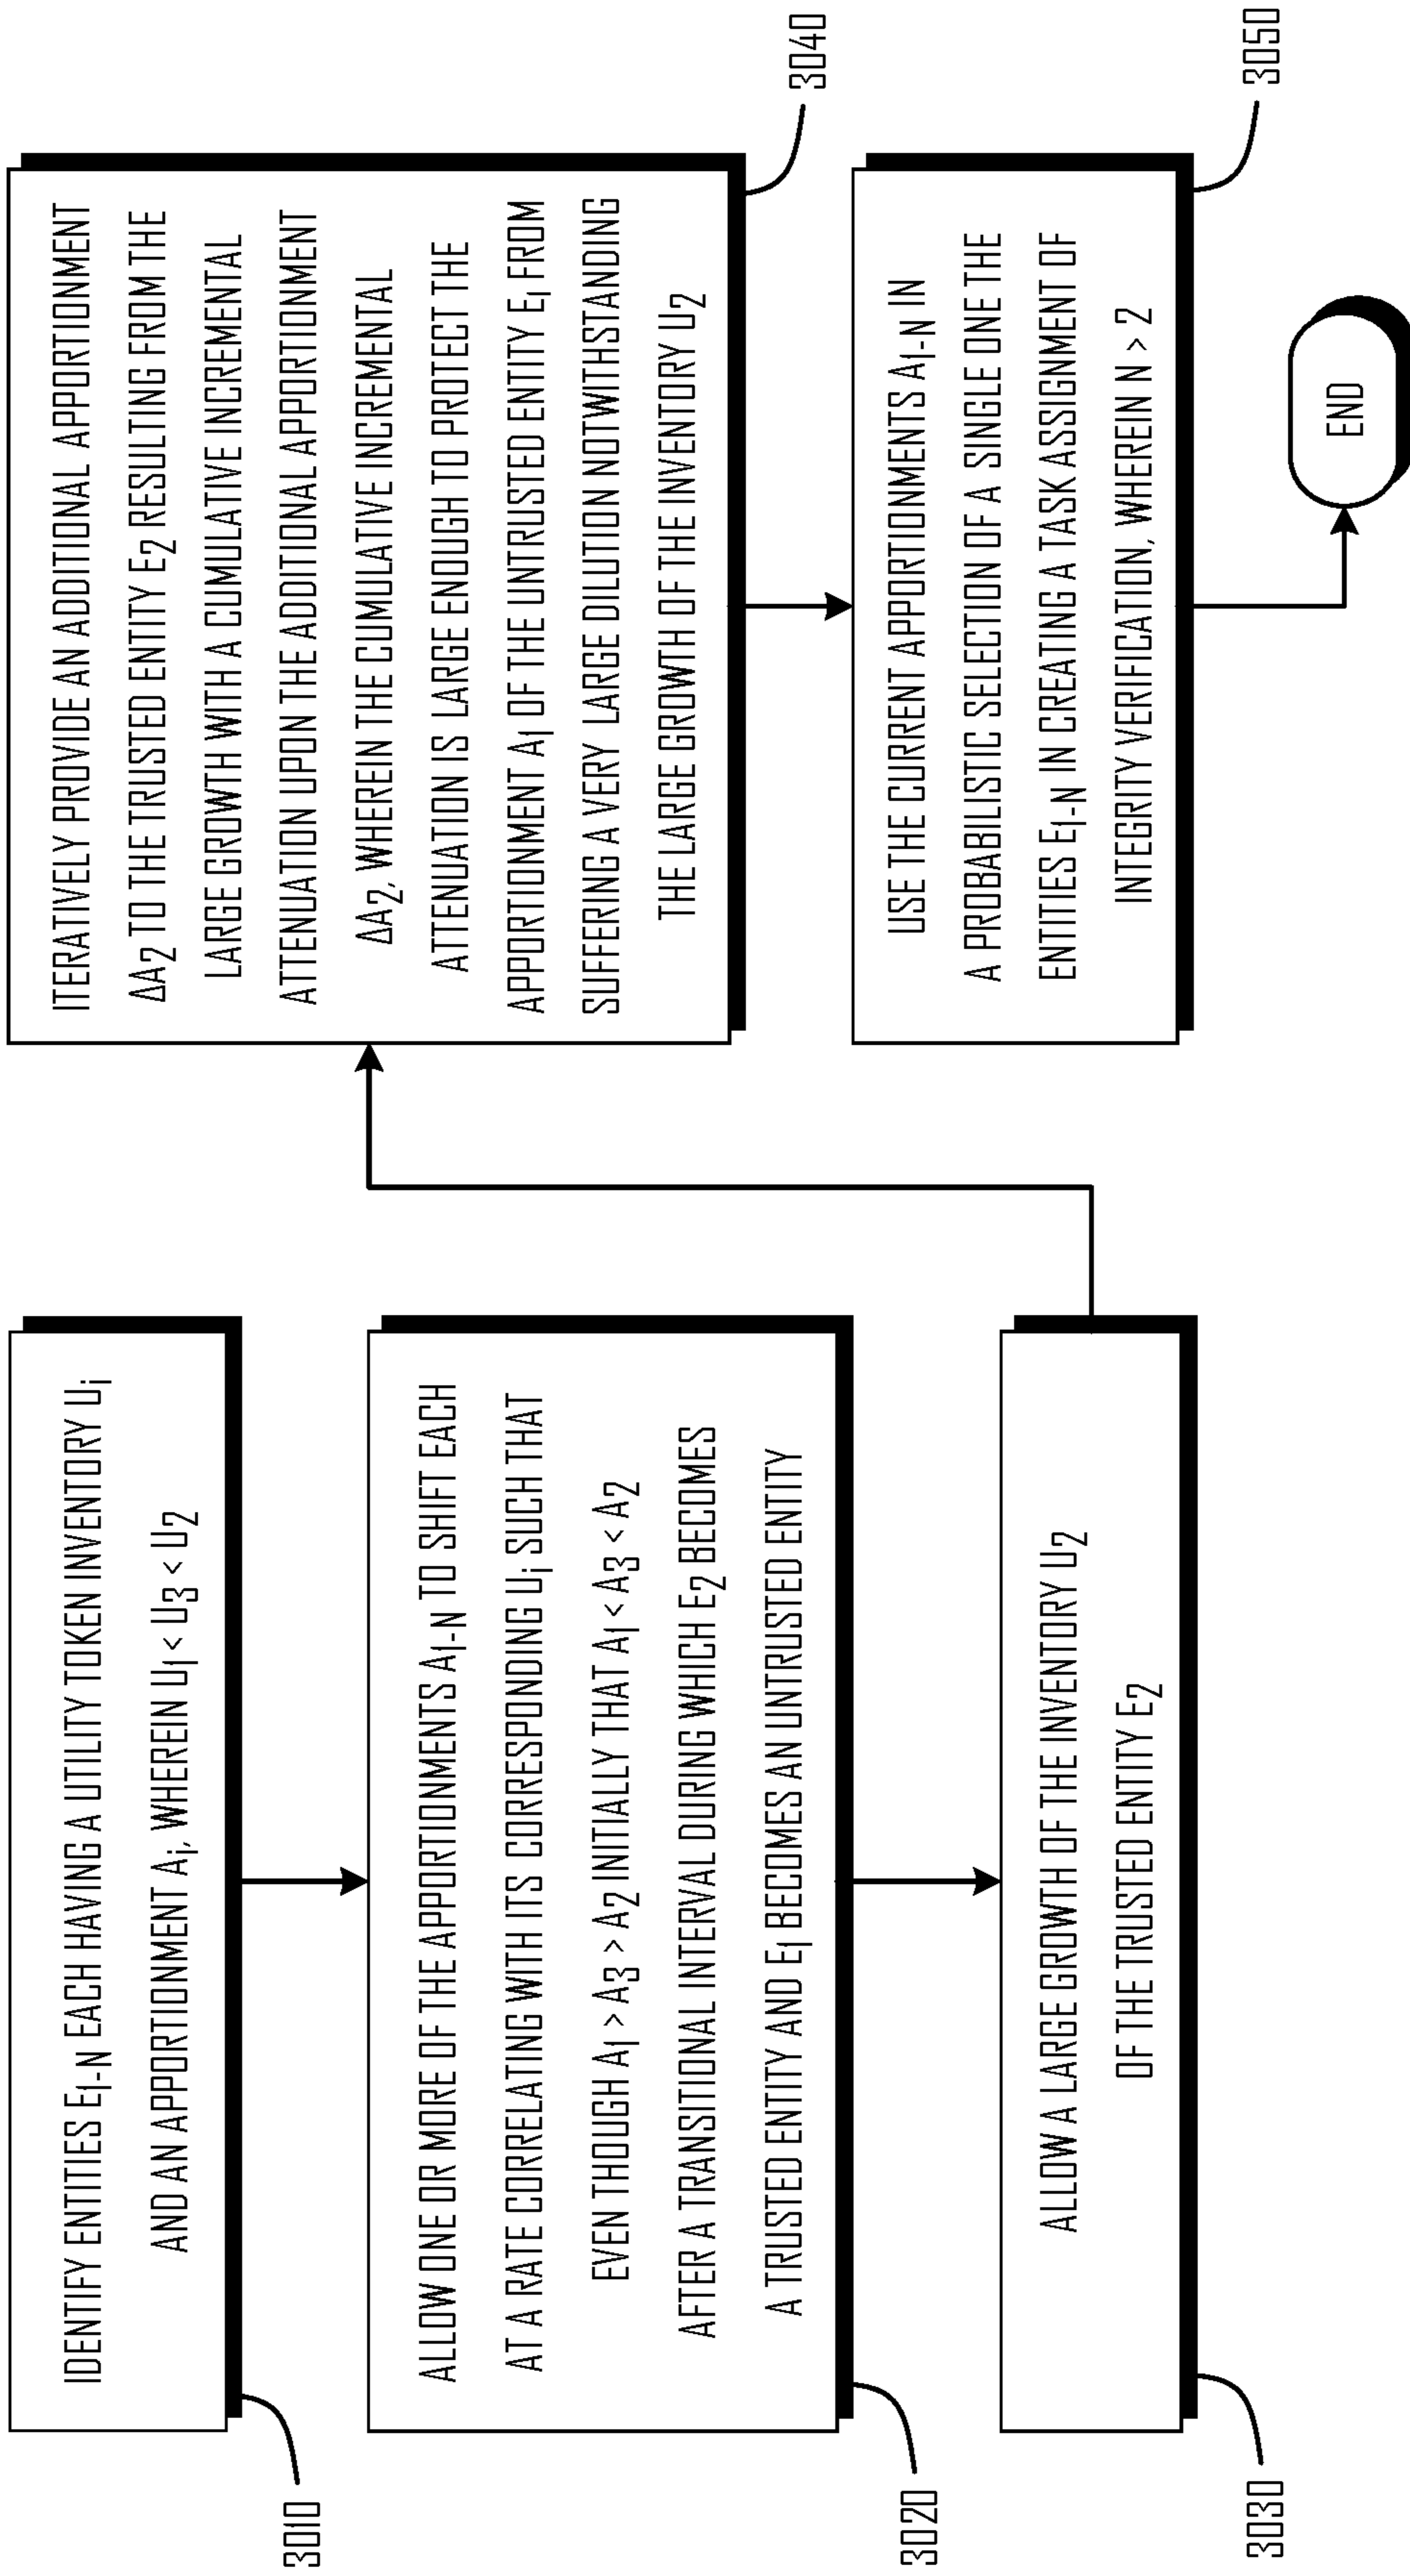 IDENTIFY ENTITIES E₁₋ₙ EACH HAVING A UTILITY TOKEN INVENTORY Uᵢ
AND AN APPORTIONMENT Aᵢ, WHEREIN U₁ < U₃ < U₂
3010
ALLOW ONE OR MORE OF THE APPORTIONMENTS A₁₋ₙ TO SHIFT EACH
AT A RATE CORRELATING WITH ITS CORRESPONDING Uᵢ SUCH THAT
EVEN THOUGH A₁ > A₃ > A₂ INITIALLY THAT A₁ < A₃ < A₂
AFTER A TRANSITIONAL INTERVAL DURING WHICH E₂ BECOMES
A TRUSTED ENTITY AND E₁ BECOMES AN UNTRUSTED ENTITY
3020
ALLOW A LARGE GROWTH OF THE INVENTORY U₂
OF THE TRUSTED ENTITY E₂
3030
ITERATIVELY PROVIDE AN ADDITIONAL APPORTIONMENT
ΔA₂ TO THE TRUSTED ENTITY E₂ RESULTING FROM THE
LARGE GROWTH WITH A CUMULATIVE INCREMENTAL
ATTENUATION UPON THE ADDITIONAL APPORTIONMENT
ΔA₂, WHEREIN THE CUMULATIVE INCREMENTAL
ATTENUATION IS LARGE ENOUGH TO PROTECT THE
APPORTIONMENT A₁ OF THE UNTRUSTED ENTITY E₁ FROM
SUFFERING A VERY LARGE DILUTION NOTWITHSTANDING
THE LARGE GROWTH OF THE INVENTORY U₂
3040
USE THE CURRENT APPORTIONMENTS A₁₋ₙ IN
A PROBABILISTIC SELECTION OF A SINGLE ONE THE
ENTITIES E₁₋ₙ IN CREATING A TASK ASSIGNMENT OF
INTEGRITY VERIFICATION, WHEREIN N > 2
3050
END